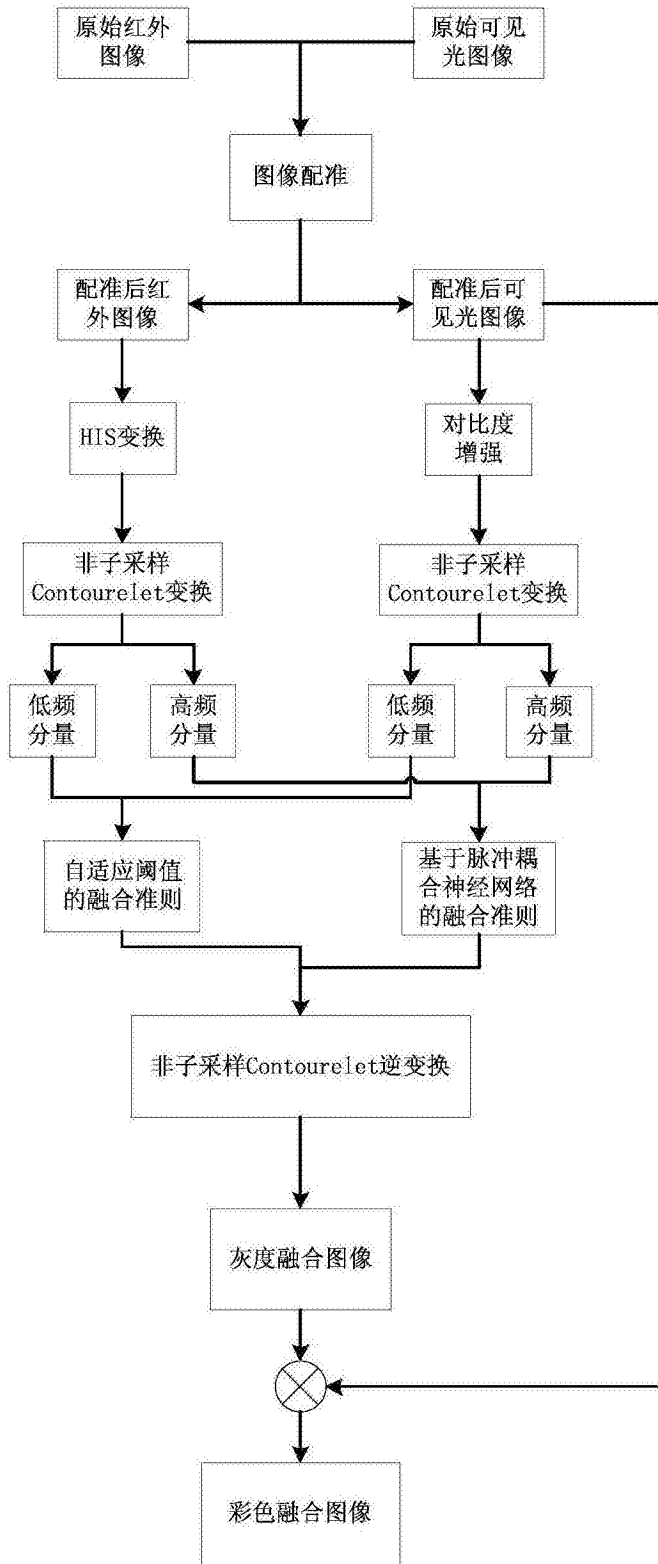 原始红外
图像
原始可见
光图像
图像配准
配准后红
外图像
配准后可
见光图像
HIS变换
对比度
增强
非子采样
Contourelet变换
非子采样
Contourelet变换
低频
分量
高频
分量
低频
分量
高频
分量
自适应阈值
的融合准则
基于脉冲耦
合神经网络
的融合准则
非子采样Contourelet逆变换
灰度融合图像
彩色融合图像